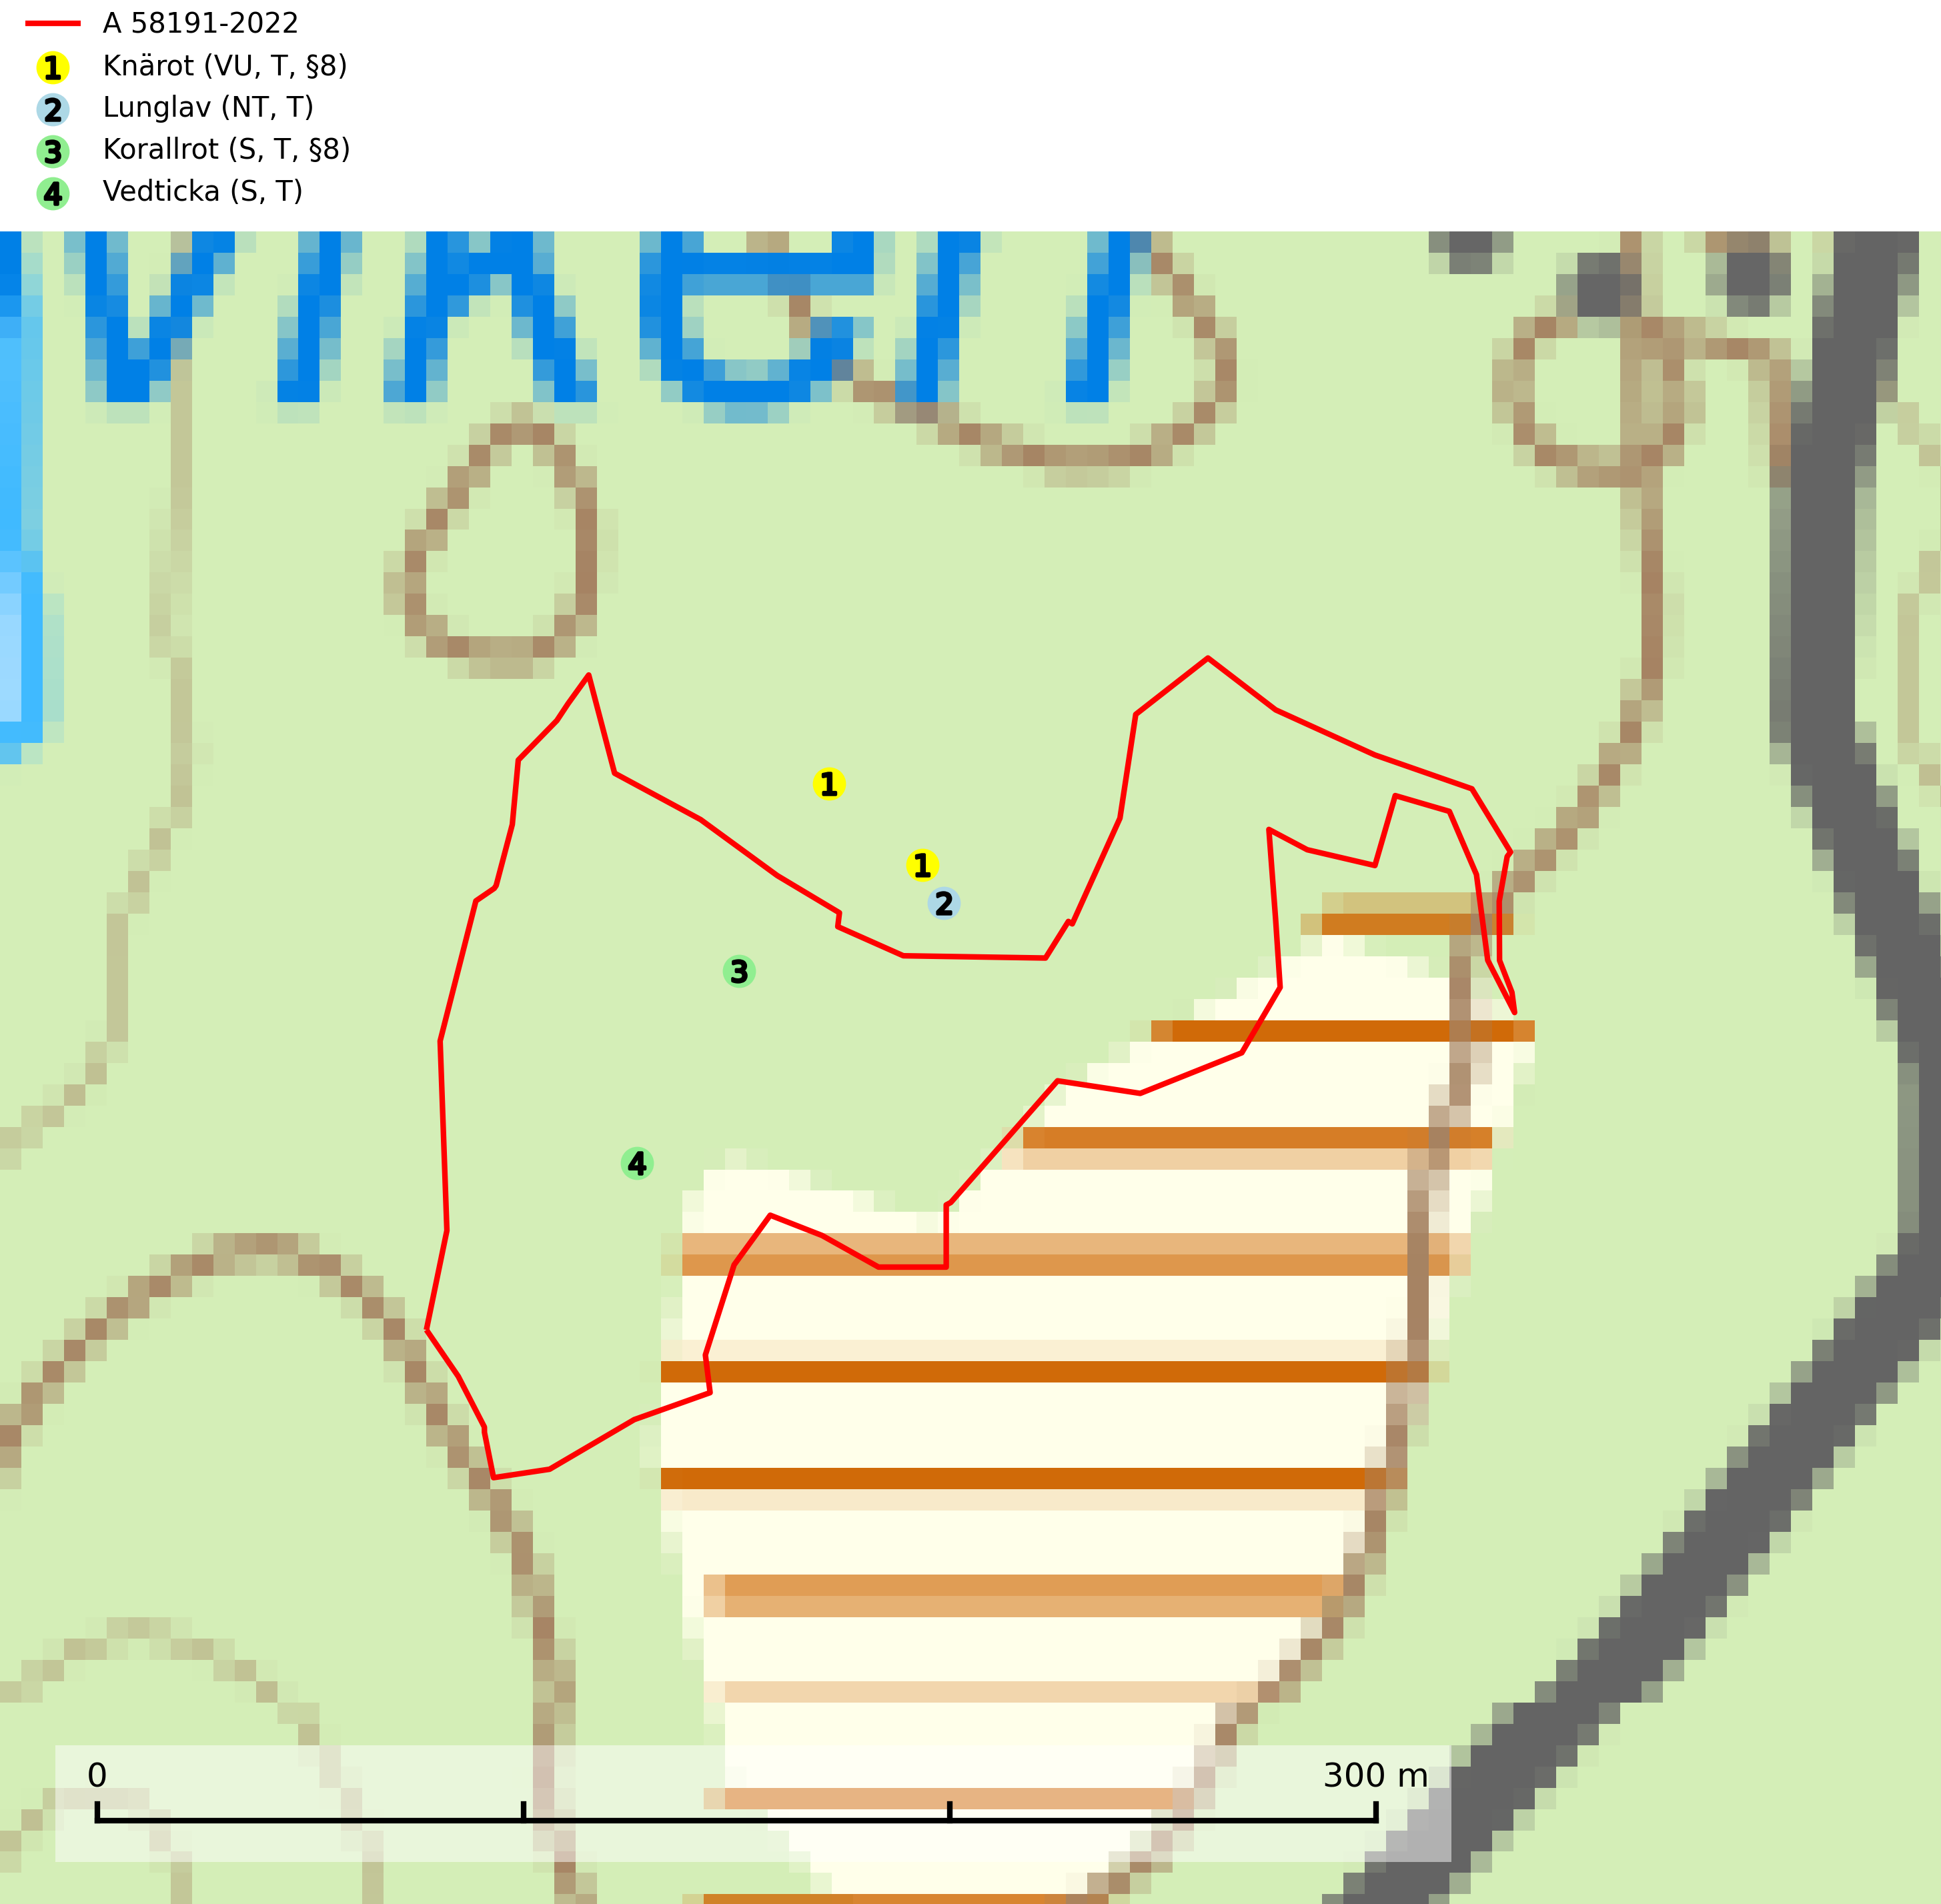 A 58191-2022
1 Knärot (VU, T, §8)
2 Lunglav (NT, T)
3 Korallrot (S, T, §8)
4 Vedticka (S, T)
1
1
2
3
4
0 300 m